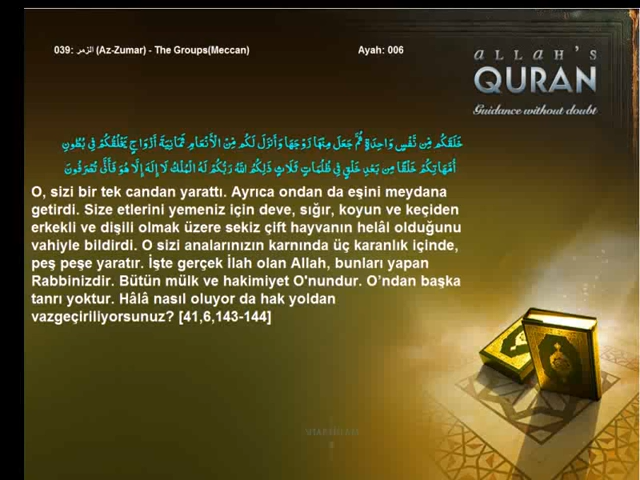 039: الزمر (Az-Zumar) - The Groups(Meccan) Ayah: 006
ALLAH'S
QURAN
Guidance without doubt
خَلَقَكُم مِّن نَّفْسٍ وَاحِدَةٍ ثُمَّ جَعَلَ مِنْهَا زَوْجَهَا وَأَنزَلَ لَكُم مِّنَ الْأَنْعَامِ ثَمَانِيَةَ أَزْوَاجٍ يَخْلُقُكُمْ فِي بُطُونِ
أُمَّهَاتِكُمْ خَلْقًا مِن بَعْدِ خَلْقٍ فِي ظُلُمَاتٍ ثَلَاثٍ ذَلِكُمُ اللَّهُ رَبُّكُمْ لَهُ الْمُلْكُ لَا إِلَهَ إِلَّا هُوَ فَأَنَّى تُصْرَفُونَ
O, sizi bir tek candan yarattı. Ayrıca ondan da eşini meydana
getirdi. Size etlerini yemeniz için deve, sığır, koyun ve keçiden
erkekli ve dişili olmak üzere sekiz çift hayvanın helâl olduğunu
vahiyle bildirdi. O sizi analarınızın karnında üç karanlık içinde,
peş peşe yaratır. İşte gerçek İlah olan Allah, bunları yapan
Rabbinizdir. Bütün mülk ve hakimiyet O'nundur. O’ndan başka
tanrı yoktur. Hâlâ nasıl oluyor da hak yoldan
vazgeçiriliyorsunuz? [41,6,143-144]